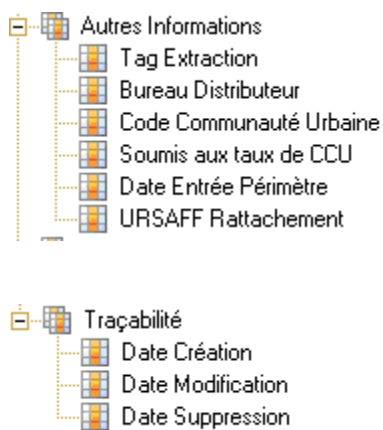 Autres Informations
Tag Extraction
Bureau Distributeur
Code Communauté Urbaine
Soumis aux taux de CCU
Date Entrée Périmètre
URSAFF Rattachement
Traçabilité
Date Création
Date Modification
Date Suppression